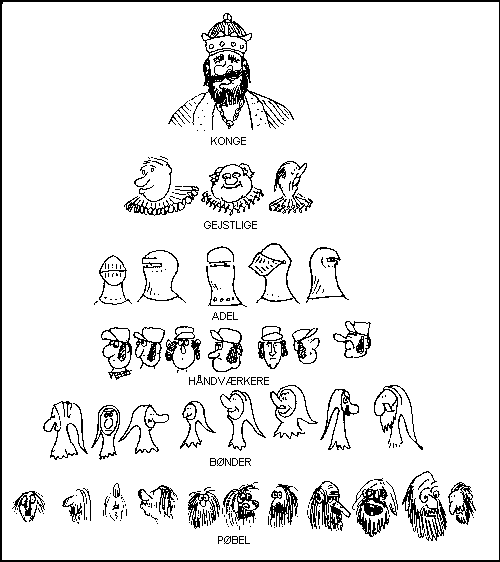 KONGE
GEJSTLIGE
ADEL
HÅNDVÆRKERE
BØNDER
PØBEL